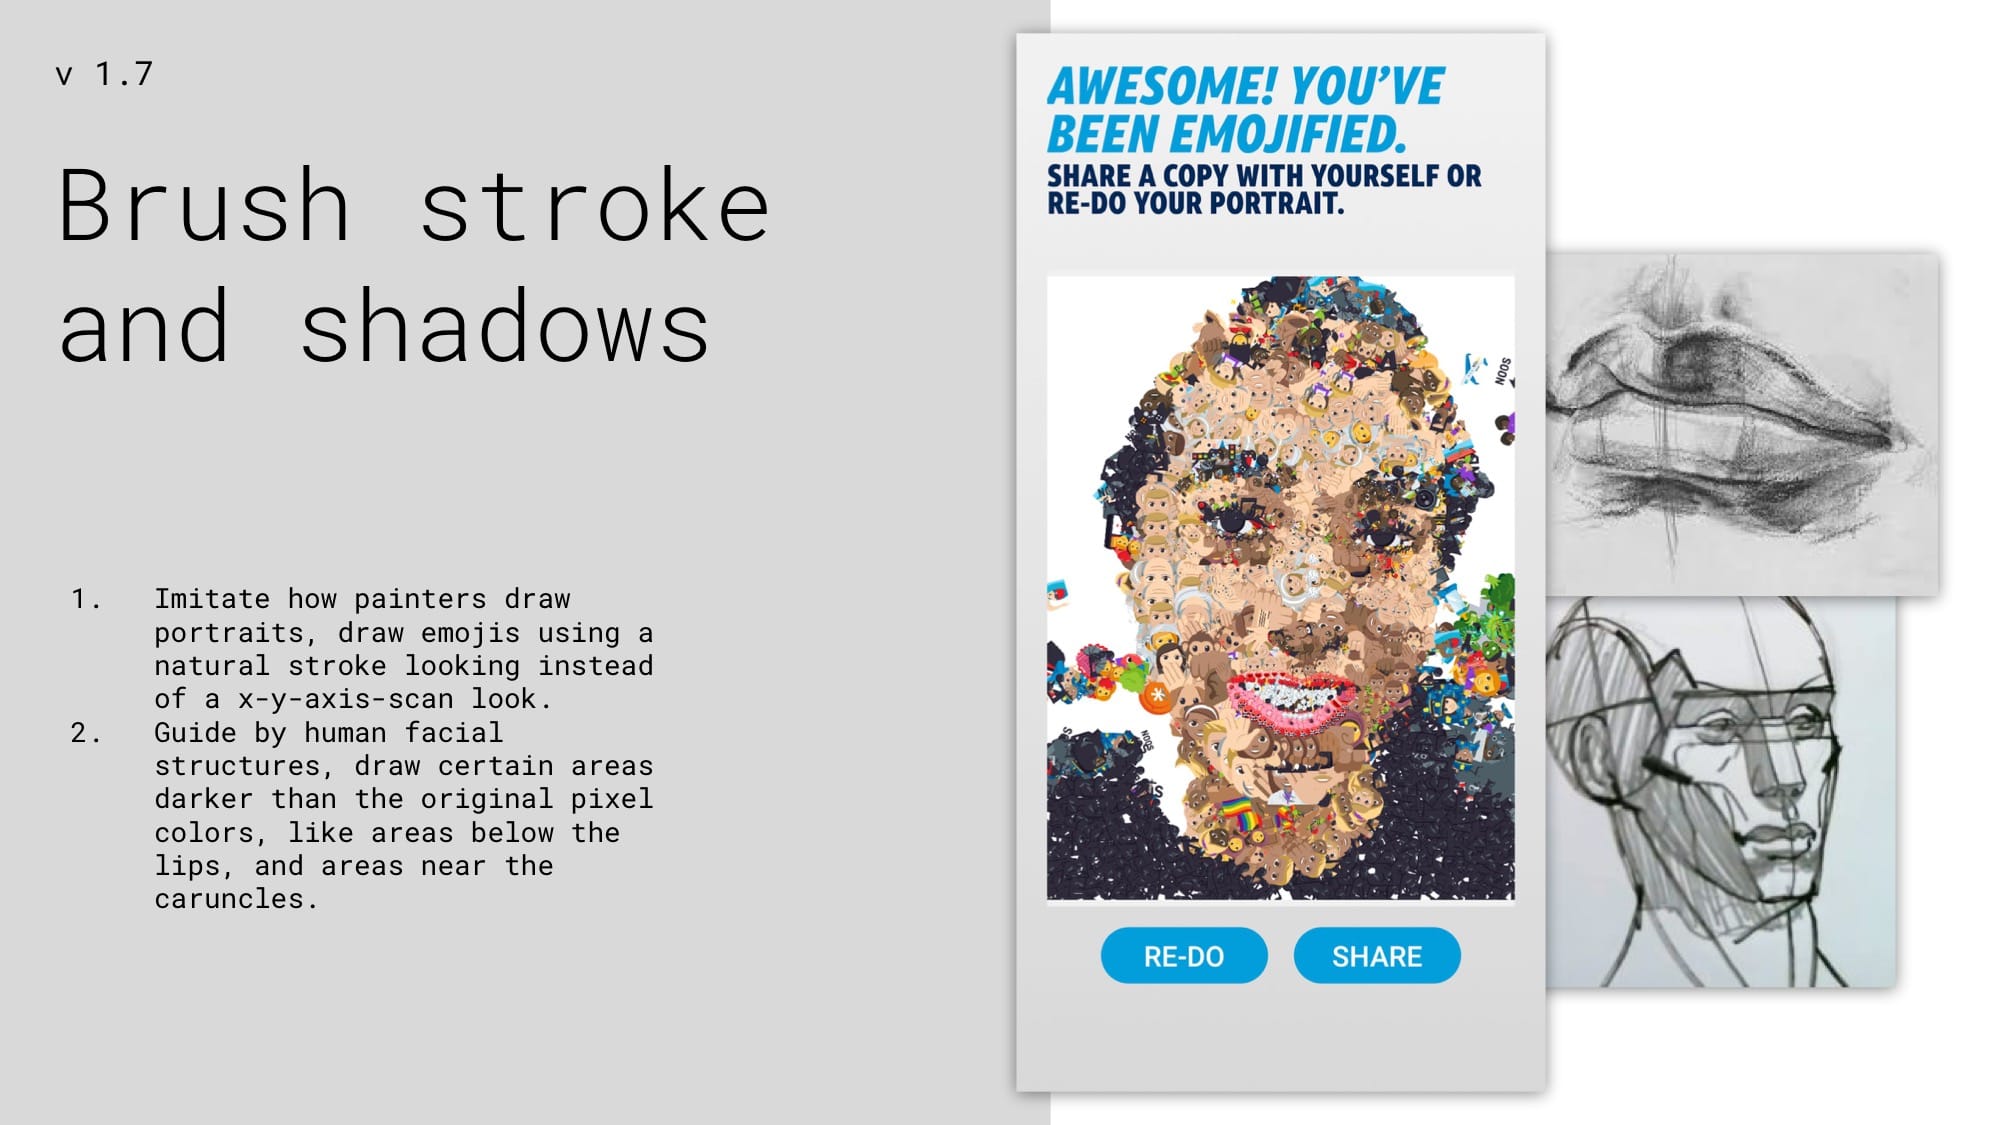 v 1.7
Brush stroke
and shadows
1. Imitate how painters draw
portraits, draw emojis using a
natural stroke looking instead
of a x-y-axis-scan look.
2. Guide by human facial
structures, draw certain areas
darker than the original pixel
colors, like areas below the
lips, and areas near the
caruncles.
AWESOME! YOU’VE
BEEN EMOJIFIED.
SHARE A COPY WITH YOURSELF OR
RE-DO YOUR PORTRAIT.
SOON
SOON
RE-DO
SHARE